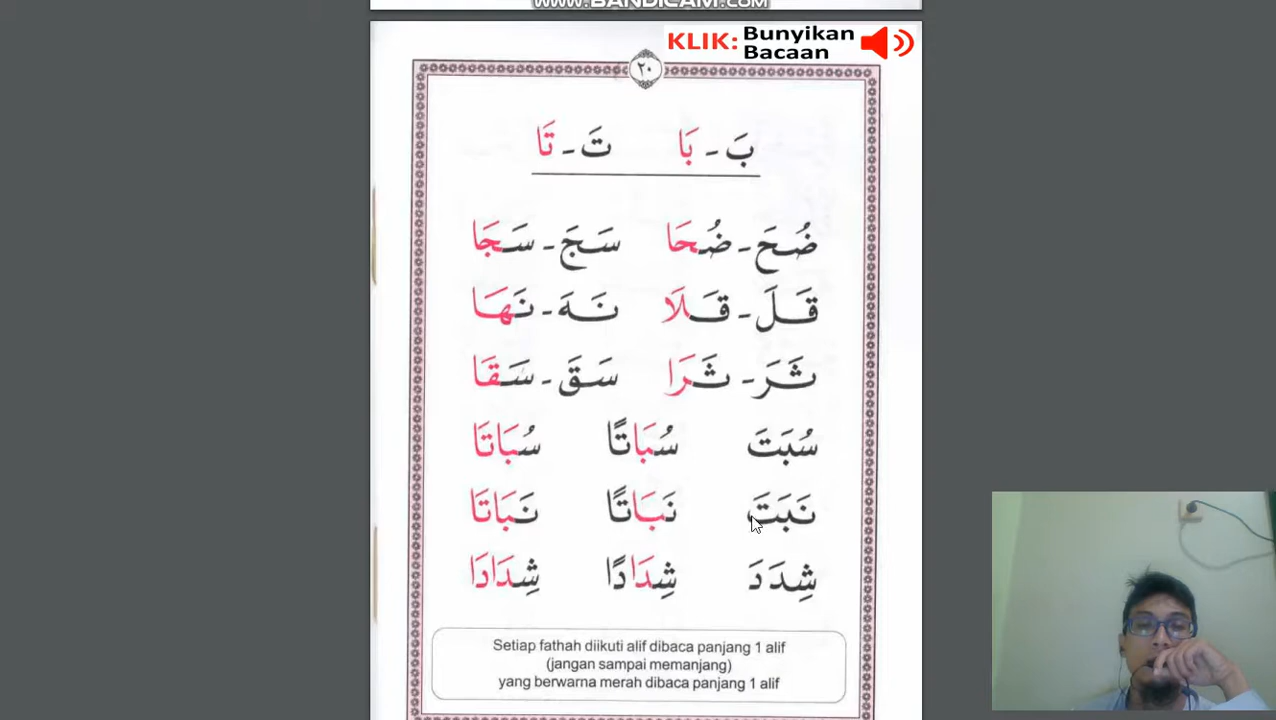 WWW.BANDICAM.COM
KLIK: Bunyikan
Bacaan
٢٠
بَ - بَا تَ - تَا
ضُحَ - ضُحَا سَجَ - سَجَا
قَلَ - قَلَا نَهَ - نَهَا
ثَرَ - ثَرَا سَقَ - سَقَا
سُبَتَ سُبَاتًا سُبَاتَا
نَبَتَ نَبَاتًا نَبَاتَا
شِدَدَ شِدَادًا شِدَادَا
Setiap fathah diikuti alif dibaca panjang 1 alif
(jangan sampai memanjang)
yang berwarna merah dibaca panjang 1 alif